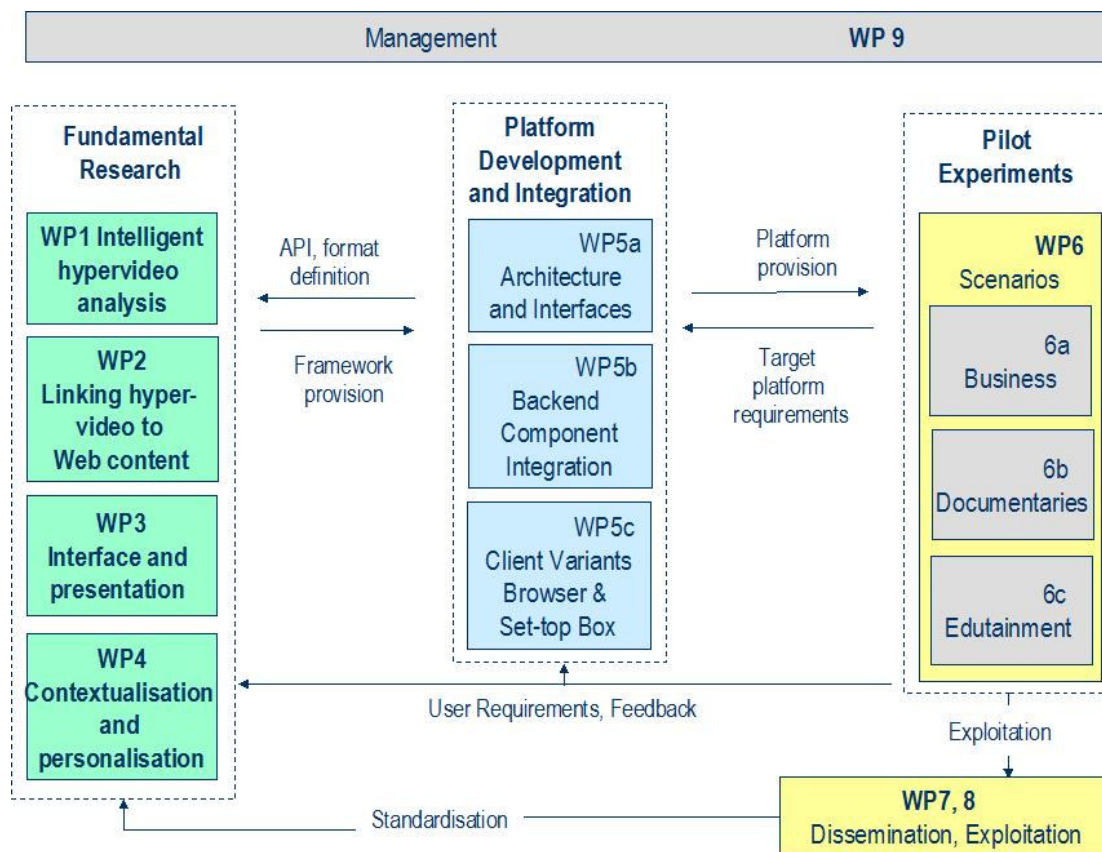 Management WP 9
Fundamental
Research
WP1 Intelligent
hypervideo
analysis
WP2
Linking hyper-
video to
Web content
WP3
Interface and
presentation
WP4
Contextualisation
and
personalisation
API, format
definition
Framework
provision
Platform
Development
and Integration
WP5a
Architecture
and Interfaces
WP5b
Backend
Component
Integration
WP5c
Client Variants
Browser &
Set-top Box
Platform
provision
Target
platform
requirements
Pilot
Experiments
WP6
Scenarios
6a
Business
6b
Documentaries
6c
Edutainment
User Requirements, Feedback
Exploitation
WP7, 8
Dissemination, Exploitation
Standardisation